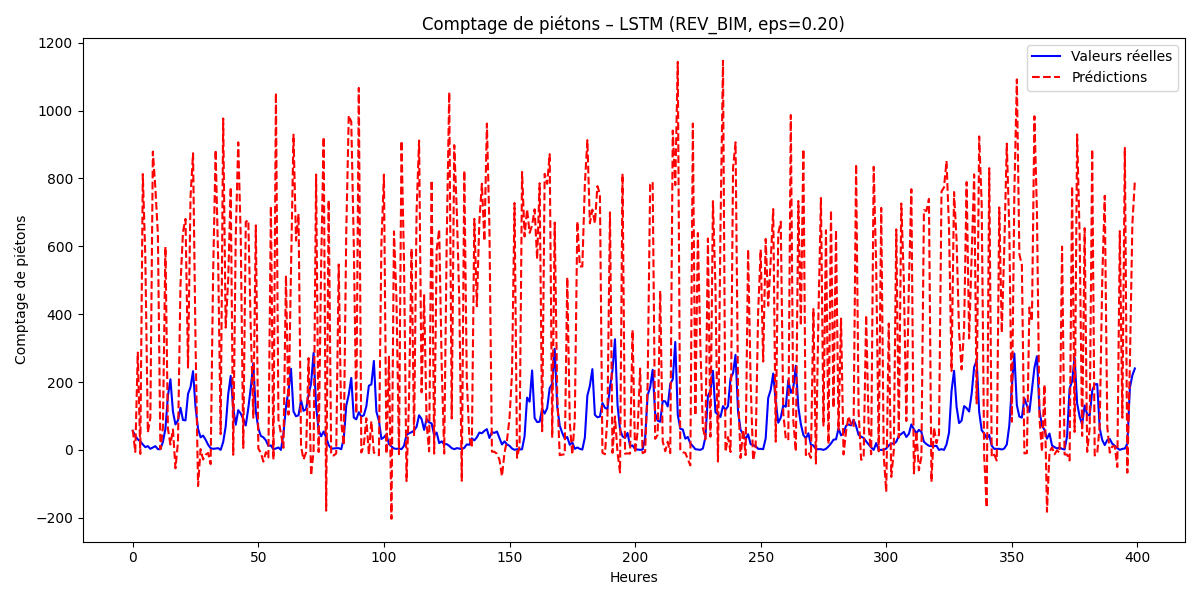 Comptage de piétons – LSTM (REV_BIM, eps=0.20)
Valeurs réelles
Prédictions
Comptage de piétons
1200
1000
800
600
400
200
0
−200
0 50 100 150 200 250 300 350 400
Heures